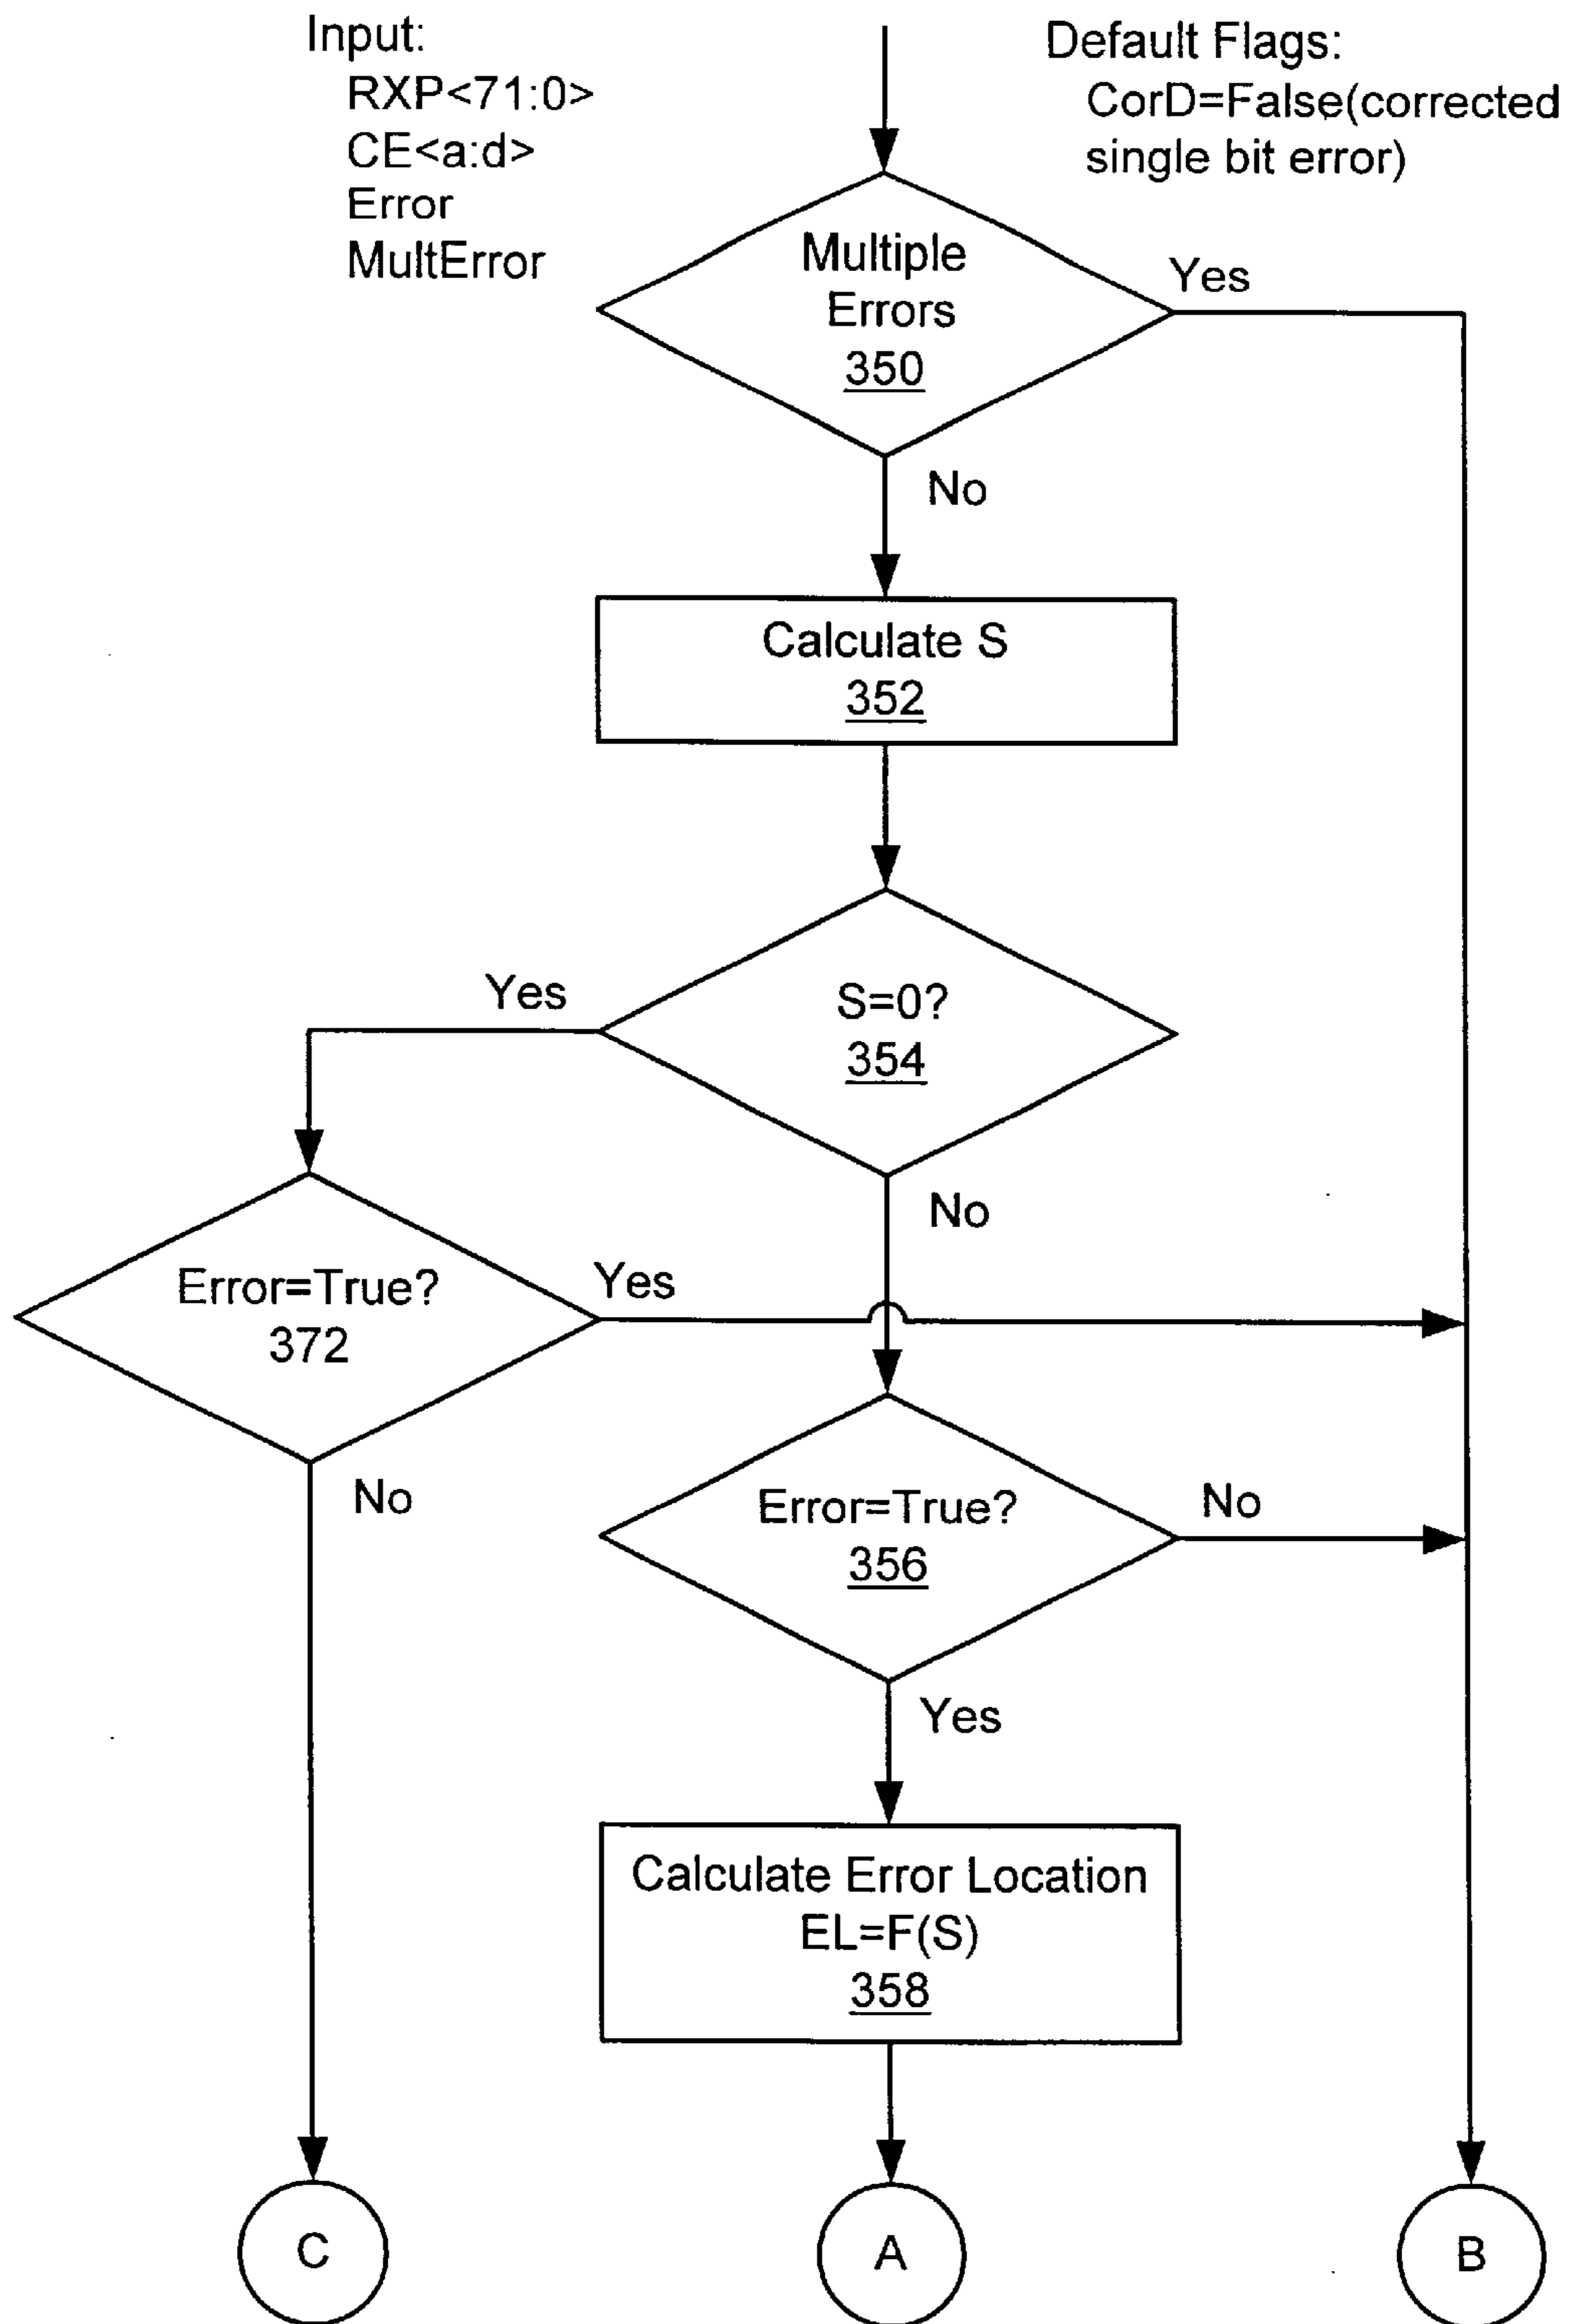 Input:
RXP<71:0>
CE<a:d>
Error
MultError
Default Flags:
CorD=False(corrected
single bit error)
Multiple
Errors
350
Yes
No
Calculate S
352
Yes
S=0?
354
No
Error=True?
372
Yes
No
Error=True?
356
No
Yes
Calculate Error Location
EL=F(S)
358
C
A
B